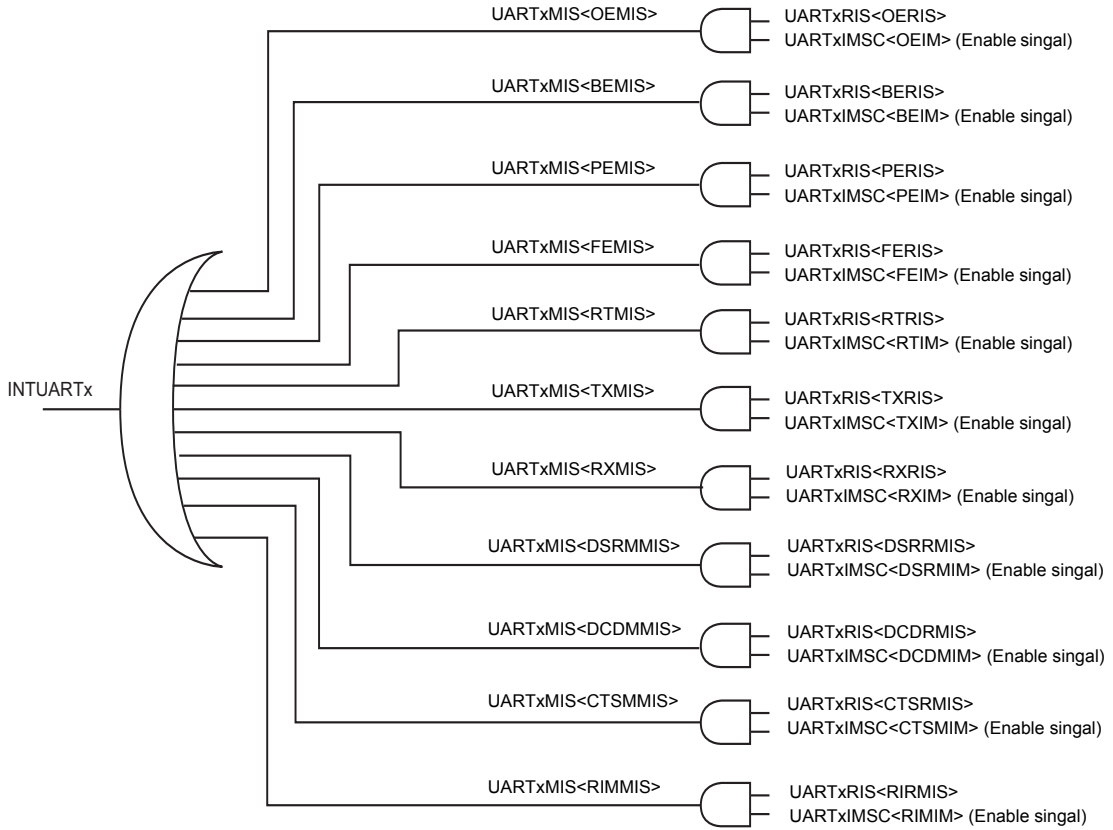 UARTxMIS<OEMIS>
UARTxRIS<OERIS>
UARTxIMSC<OEIM> (Enable singal)
UARTxMIS<BEMIS>
UARTxRIS<BERIS>
UARTxIMSC<BEIM> (Enable singal)
UARTxMIS<PEMIS>
UARTxRIS<PERIS>
UARTxIMSC<PEIM> (Enable singal)
UARTxMIS<FEMIS>
UARTxRIS<FERIS>
UARTxIMSC<FEIM> (Enable singal)
UARTxMIS<RTMIS>
UARTxRIS<RTRIS>
UARTxIMSC<RTIM> (Enable singal)
INTUARTx
UARTxMIS<TXMIS>
UARTxRIS<TXRIS>
UARTxIMSC<TXIM> (Enable singal)
UARTxMIS<RXMIS>
UARTxRIS<RXRIS>
UARTxIMSC<RXIM> (Enable singal)
UARTxMIS<DSRMMIS>
UARTxRIS<DSRRMIS>
UARTxIMSC<DSRMIM> (Enable singal)
UARTxMIS<DCDMMIS>
UARTxRIS<DCDRMIS>
UARTxIMSC<DCDMIM> (Enable singal)
UARTxMIS<CTSMMIS>
UARTxRIS<CTSRMIS>
UARTxIMSC<CTSMIM> (Enable singal)
UARTxMIS<RIMMIS>
UARTxRIS<RIRMIS>
UARTxIMSC<RIMIM> (Enable singal)